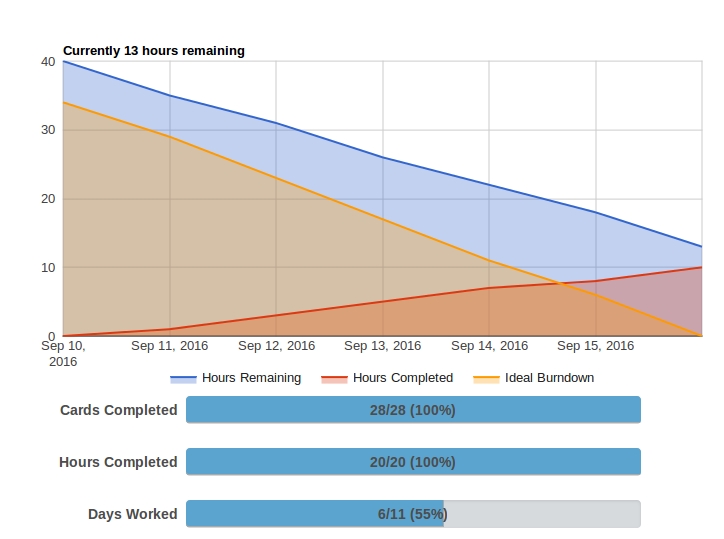 Currently 13 hours remaining
40
30
20
10
0
Sep 10, 2016
Sep 11, 2016
Sep 12, 2016
Sep 13, 2016
Sep 14, 2016
Sep 15, 2016
Hours Remaining
Hours Completed
Ideal Burndown
Cards Completed 28/28 (100%)
Hours Completed 20/20 (100%)
Days Worked 6/11 (55%)